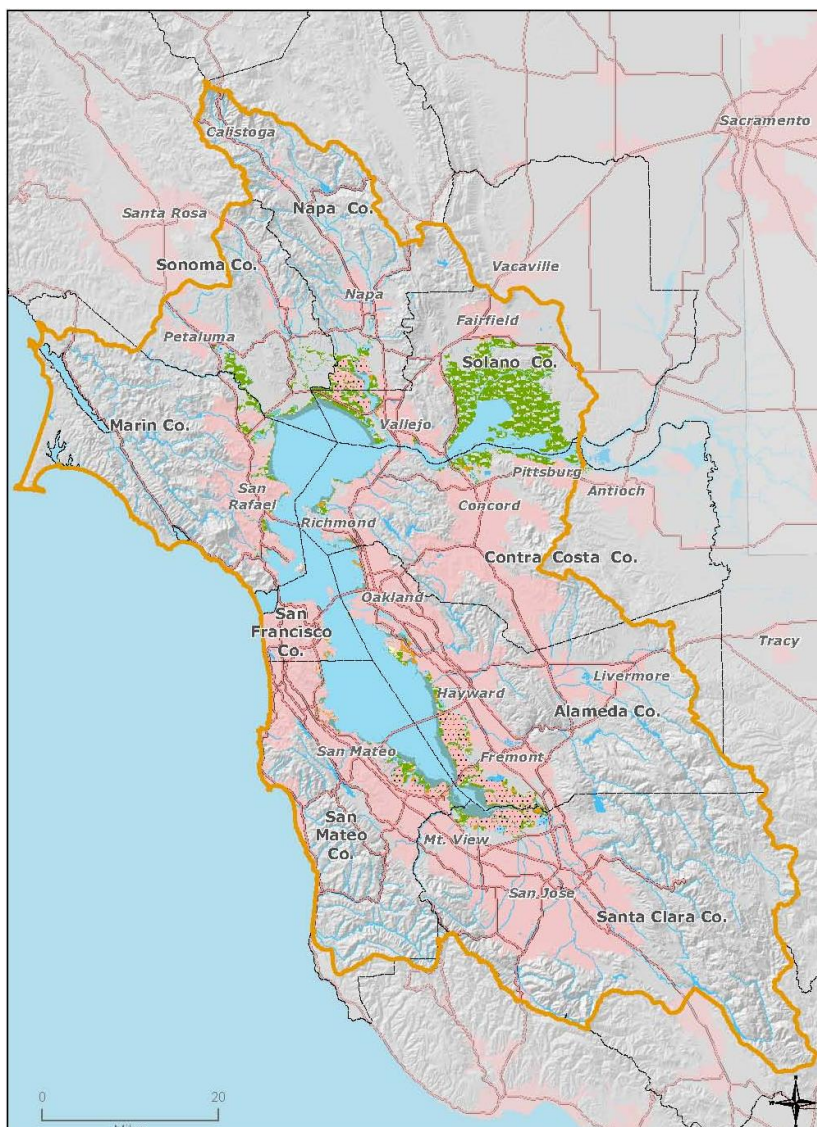 Calistoga
Sacramento
Napa Co.
Santa Rosa
Sonoma Co.
Vacaville
Napa
Fairfield
Petaluma
Solano Co.
Marin Co.
Vallejo
Pittsburg
San
Rafael
Antioch
Concord
Richmond
Contra Costa Co.
Oakland
San
Francisco
Co.
Tracy
Livermore
Hayward
Alameda Co.
San Mateo
Fremont
San
Mateo
Co.
Mt. View
San Jose
Santa Clara Co.
0 20